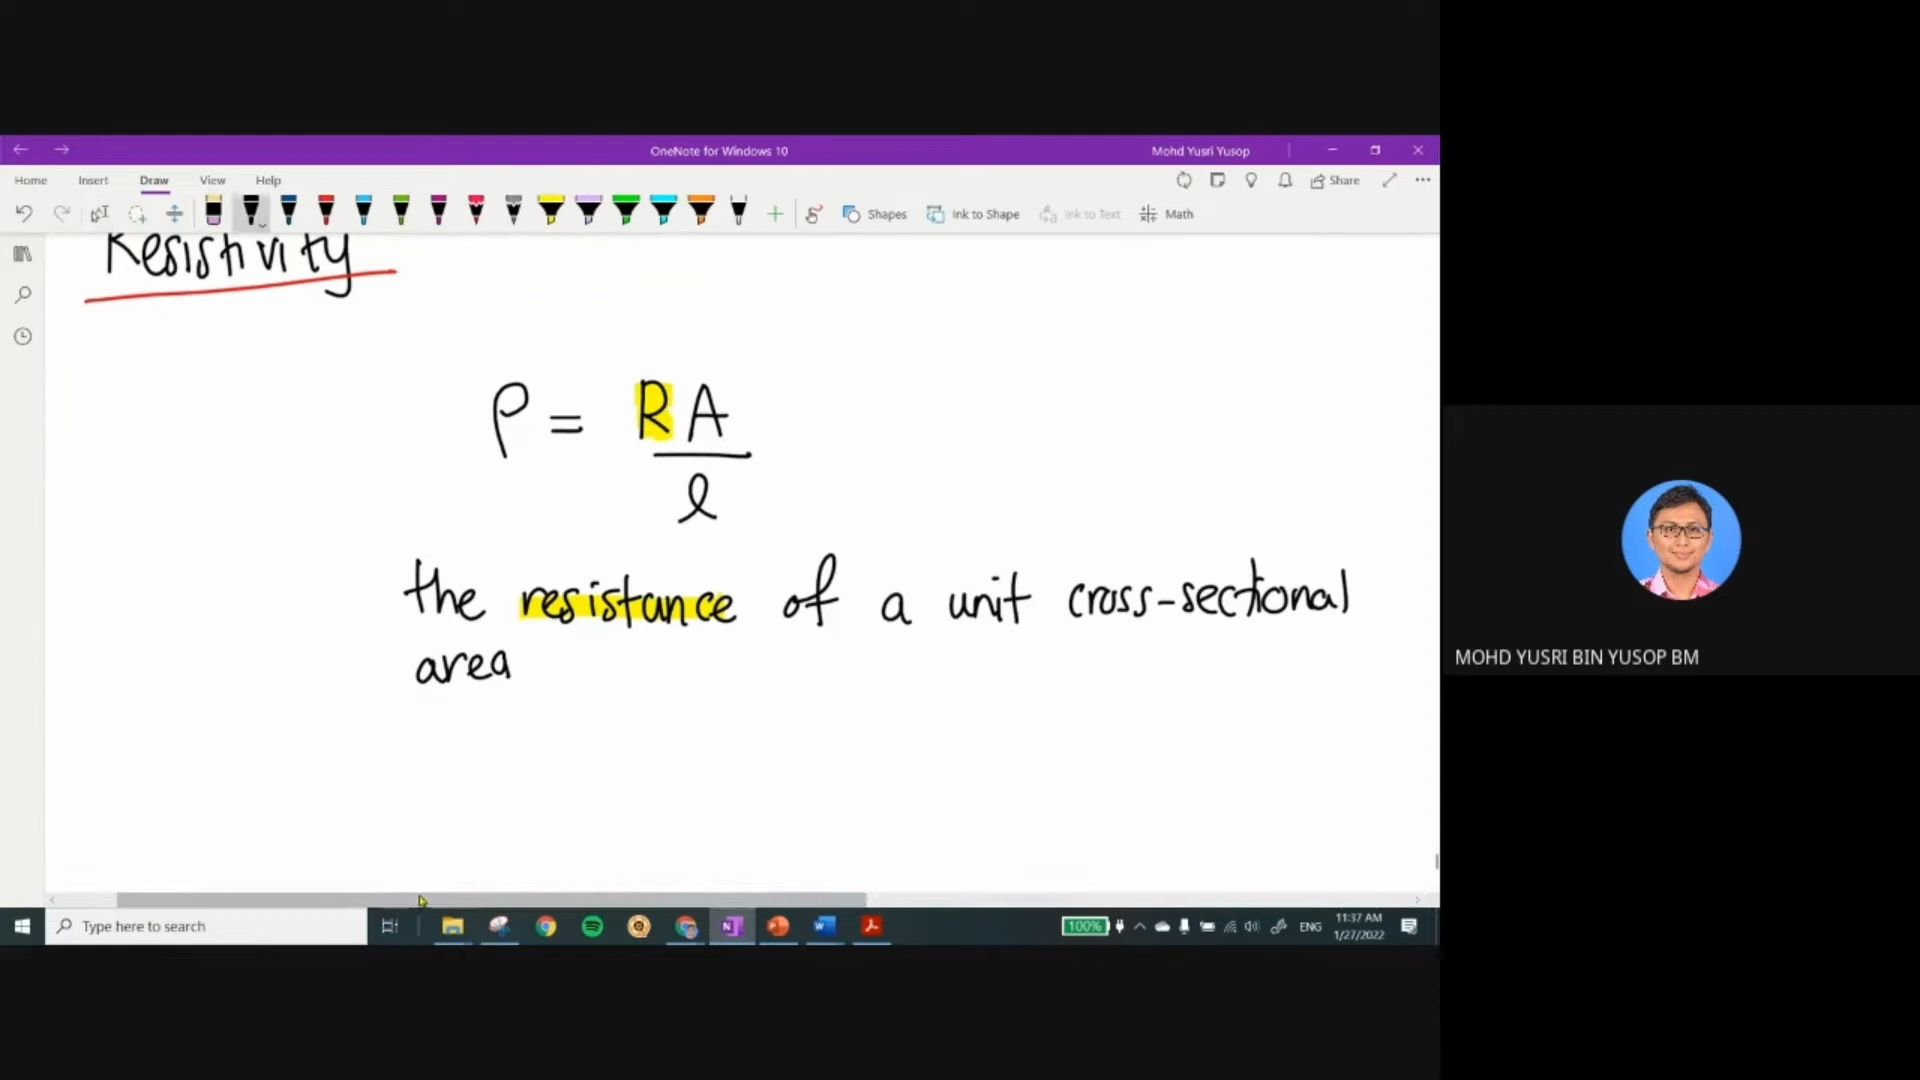 OneNote for Windows 10
Mohd Yusri Yusop
Home Insert Draw View Help
Share
Shapes
Ink to Shape
Ink to Text
Math
Resistivity
ρ = RA
l
the resistance of a unit cross-sectional
area
MOHD YUSRI BIN YUSOP BM
Type here to search
100%
ENG
11:37 AM
1/27/2022